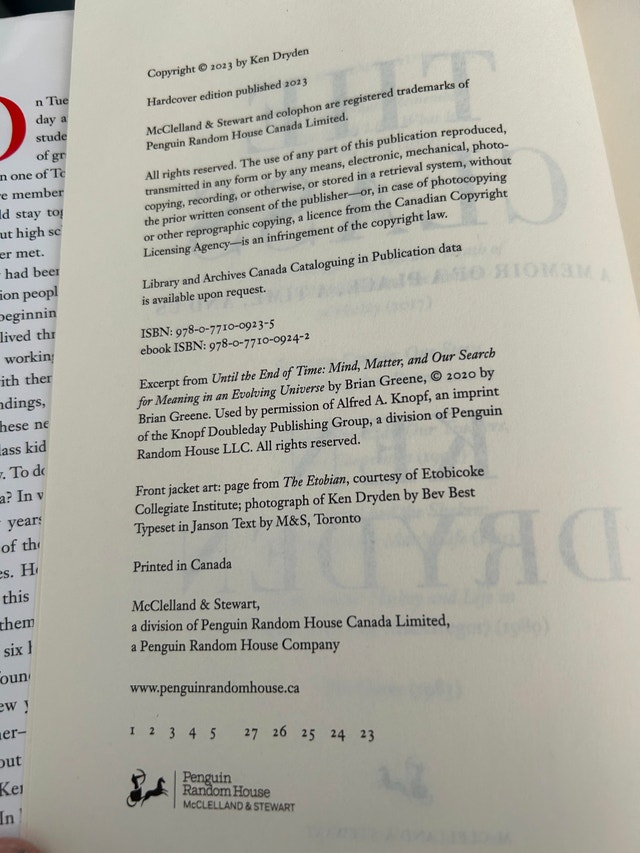 Copyright © 2023 by Ken Dryden
Hardcover edition published 2023
McClelland & Stewart and colophon are registered trademarks of
Penguin Random House Canada Limited.
All rights reserved. The use of any part of this publication reproduced,
transmitted in any form or by any means, electronic, mechanical, photo-
copying, recording, or otherwise, or stored in a retrieval system, without
the prior written consent of the publisher—or, in case of photocopying
or other reprographic copying, a licence from the Canadian Copyright
Licensing Agency—is an infringement of the copyright law.
Library and Archives Canada Cataloguing in Publication data
is available upon request.
ISBN: 978-0-7710-0923-5
ebook ISBN: 978-0-7710-0924-2
Excerpt from Until the End of Time: Mind, Matter, and Our Search
for Meaning in an Evolving Universe by Brian Greene, © 2020 by
Brian Greene. Used by permission of Alfred A. Knopf, an imprint
of the Knopf Doubleday Publishing Group, a division of Penguin
Random House LLC. All rights reserved.
Front jacket art: page from The Etobian, courtesy of Etobicoke
Collegiate Institute; photograph of Ken Dryden by Bev Best
Typeset in Janson Text by M&S, Toronto
Printed in Canada
McClelland & Stewart,
a division of Penguin Random House Canada Limited,
a Penguin Random House Company
www.penguinrandomhouse.ca
1 2 3 4 5 27 26 25 24 23
Penguin
Random House
McCLELLAND & STEWART